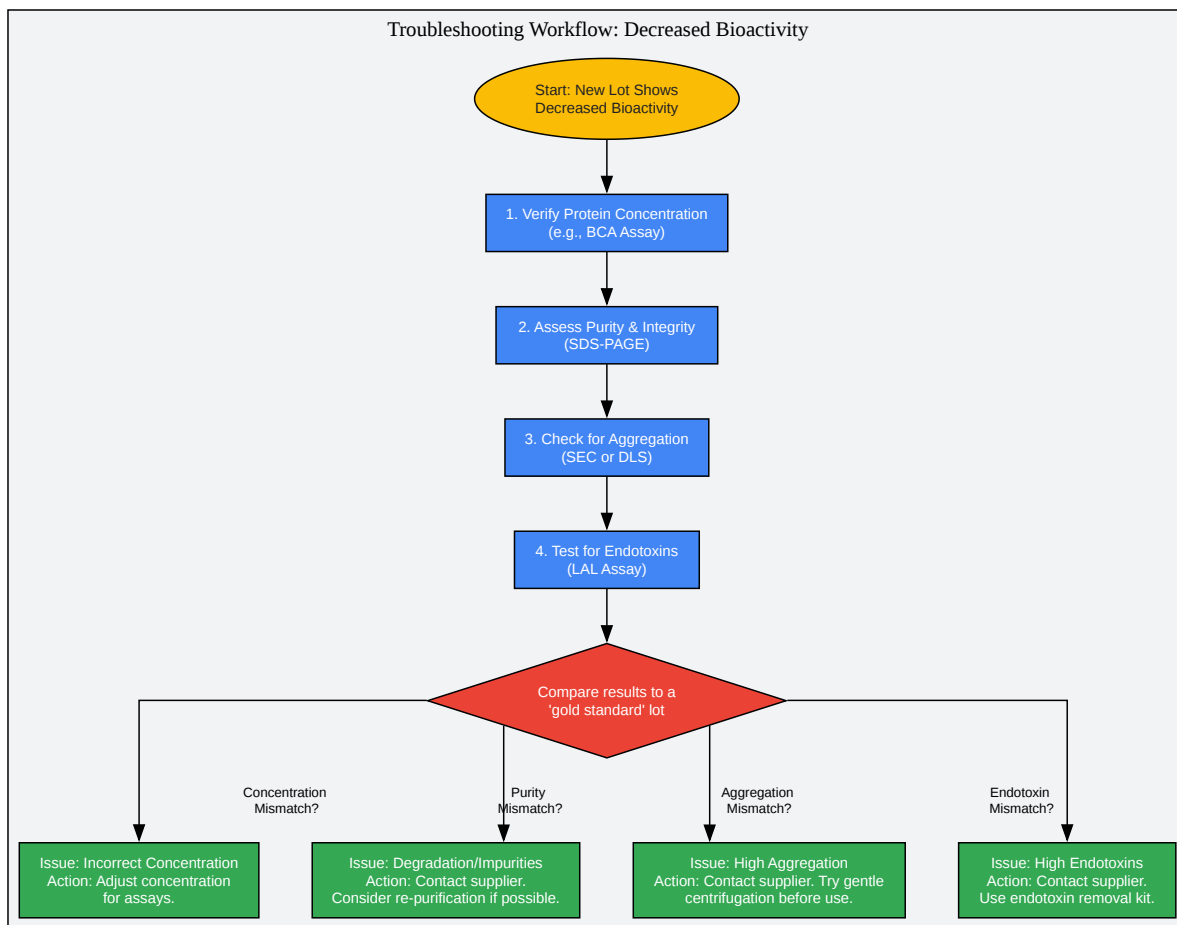 Troubleshooting Workflow: Decreased Bioactivity
Start: New Lot Shows
Decreased Bioactivity
1. Verify Protein Concentration
(e.g., BCA Assay)
2. Assess Purity & Integrity
(SDS-PAGE)
3. Check for Aggregation
(SEC or DLS)
4. Test for Endotoxins
(LAL Assay)
Compare results to a
'gold standard' lot
Concentration
Mismatch?
Purity
Mismatch?
Aggregation
Mismatch?
Endotoxin
Mismatch?
Issue: Incorrect Concentration
Action: Adjust concentration
for assays.
Issue: Degradation/Impurities
Action: Contact supplier.
Consider re-purification if possible.
Issue: High Aggregation
Action: Contact supplier. Try gentle
centrifugation before use.
Issue: High Endotoxins
Action: Contact supplier.
Use endotoxin removal kit.